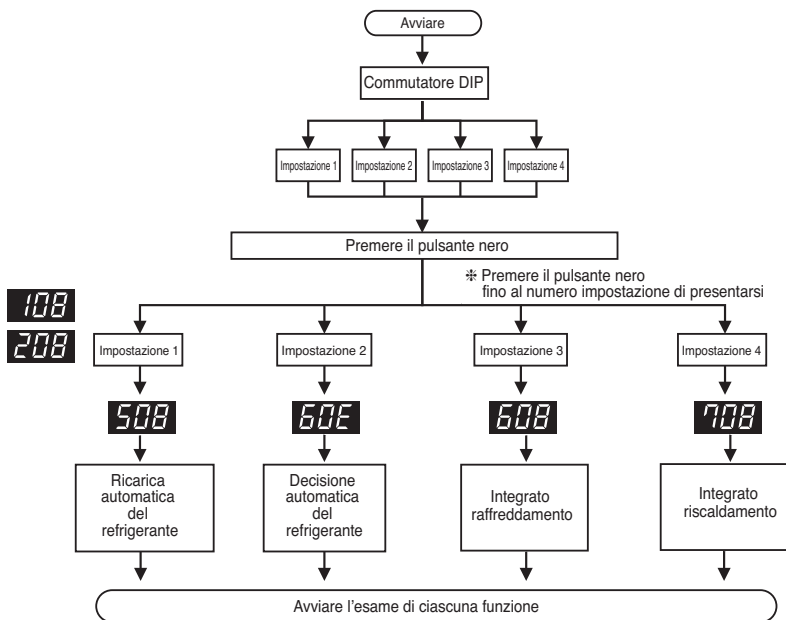 Avviare
Commutatore DIP
Impostazione 1
Impostazione 2
Impostazione 3
Impostazione 4
Premere il pulsante nero
❈ Premere il pulsante nero
fino al numero impostazione di presentarsi
108
208
Impostazione 1
Impostazione 2
Impostazione 3
Impostazione 4
508
60E
608
708
Ricarica
automatica
del
refrigerante
Decisione
automatica
del
refrigerante
Integrato
raffreddamento
Integrato
riscaldamento
Avviare l'esame di ciascuna funzione